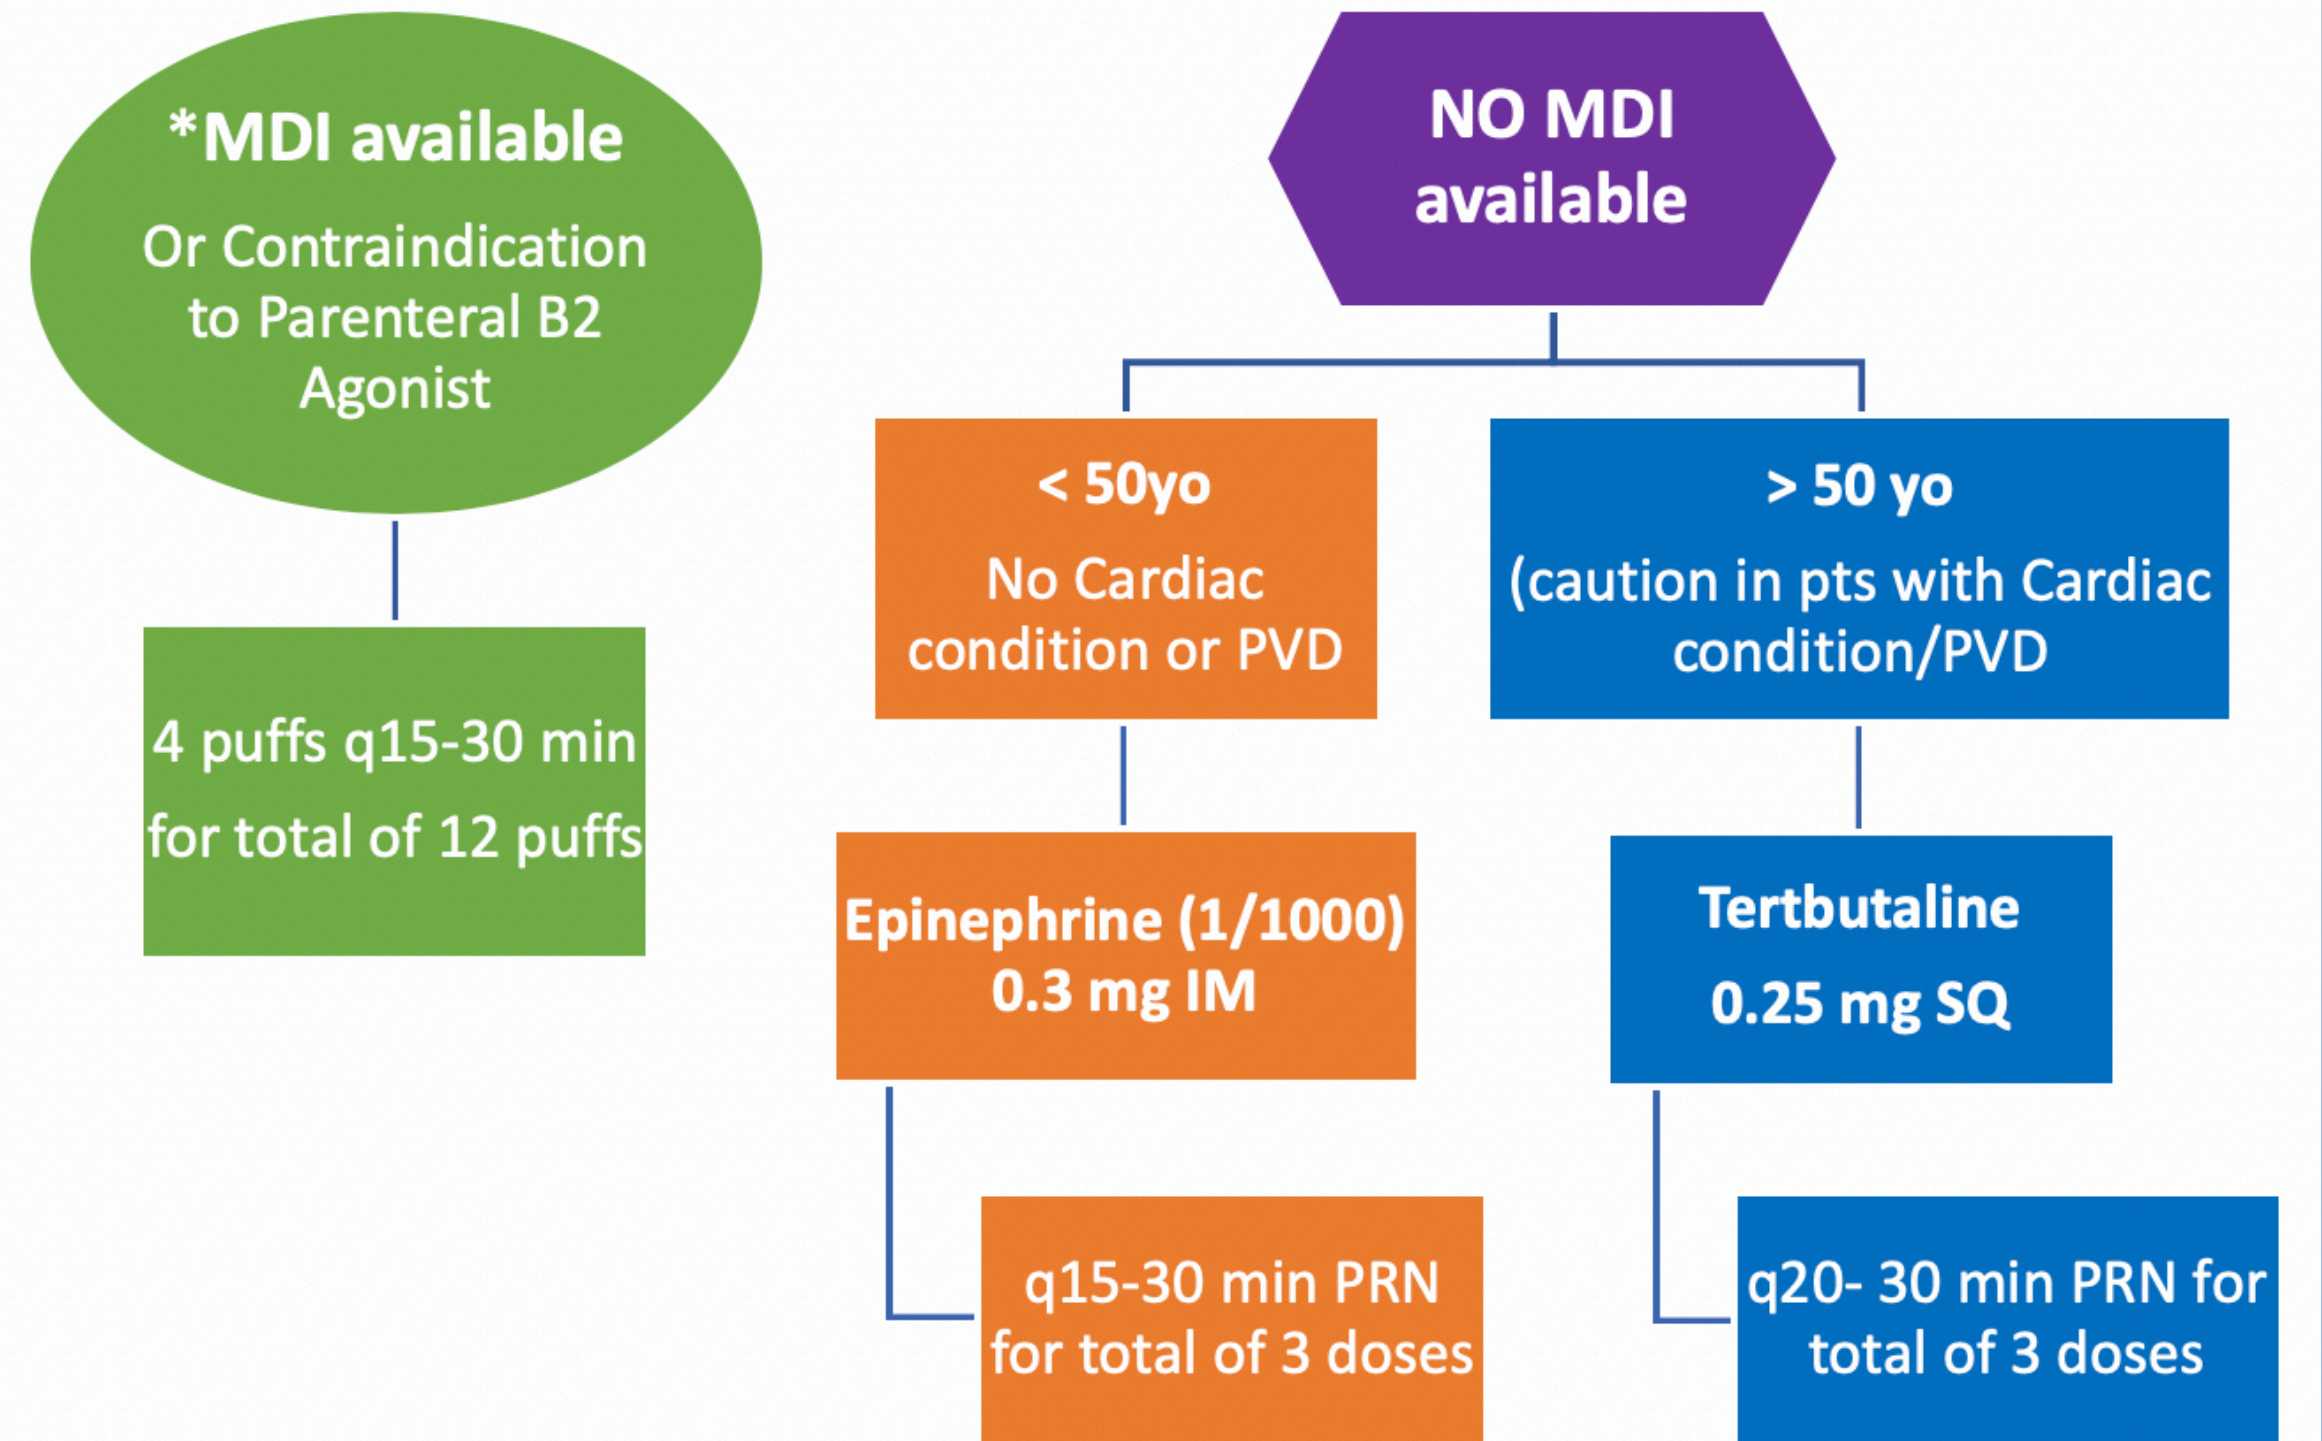 *MDI available
Or Contraindication
to Parenteral B2
Agonist
4 puffs q15-30 min
for total of 12 puffs
NO MDI
available
< 50yo
No Cardiac
condition or PVD
Epinephrine (1/1000)
0.3 mg IM
q15-30 min PRN
for total of 3 doses
> 50 yo
(caution in pts with Cardiac
condition/PVD
Tertbutaline
0.25 mg SQ
q20- 30 min PRN for
total of 3 doses